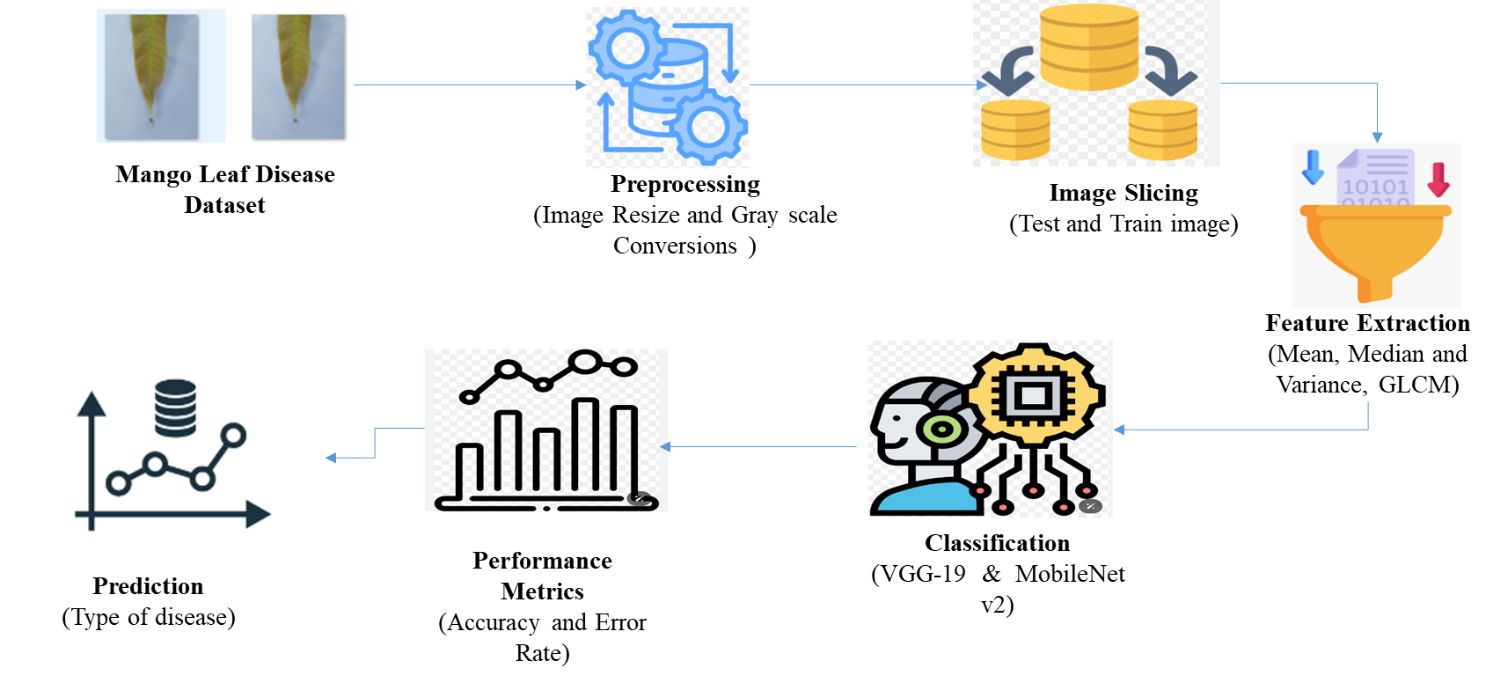 Mango Leaf Disease
Dataset
Preprocessing
(Image Resize and Gray scale
Conversions )
Image Slicing
(Test and Train image)
10101
01010
Feature Extraction
(Mean, Median and
Variance, GLCM)
Classification
(VGG-19 & MobileNet
v2)
Performance
Metrics
(Accuracy and Error
Rate)
Prediction
(Type of disease)